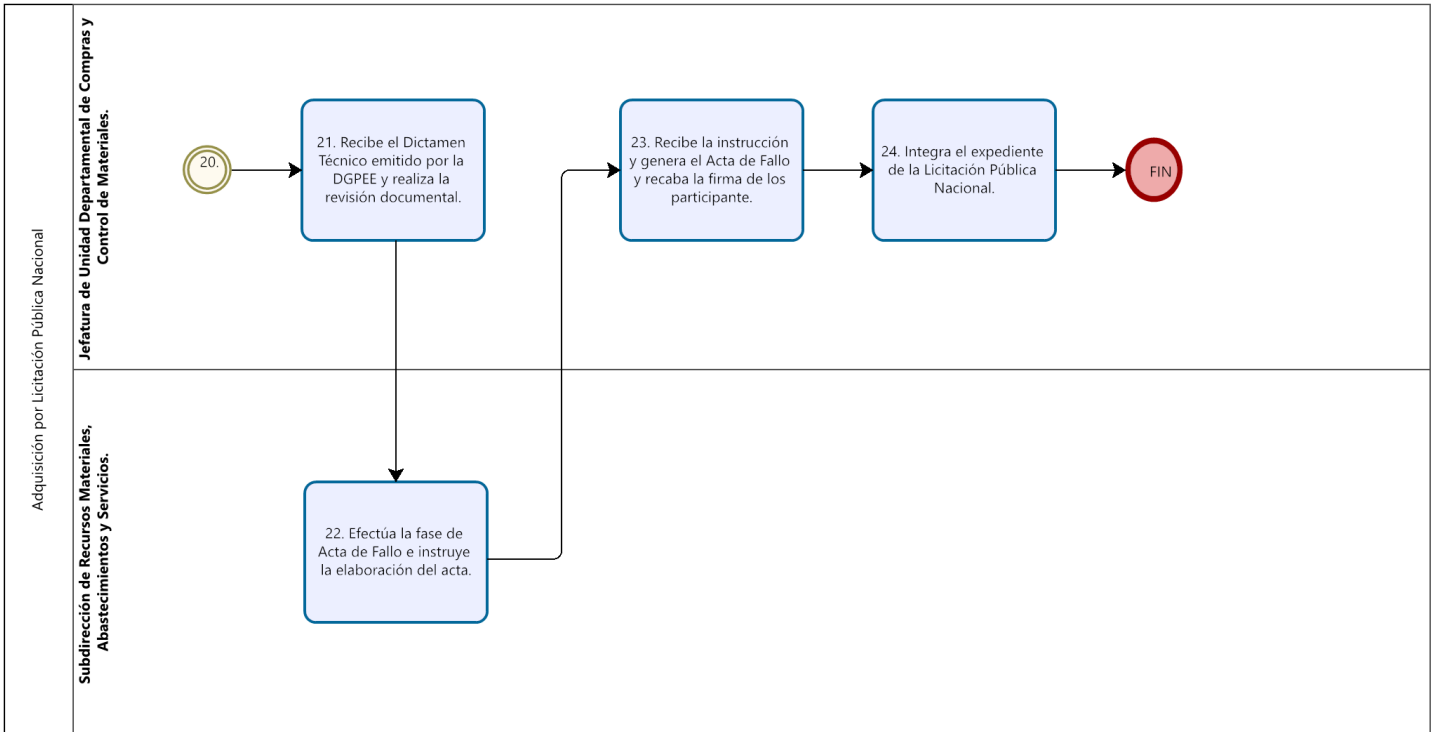 Adquisición por Licitación Pública Nacional
Jefatura de Unidad Departamental de Compras y
Control de Materiales.
20.
21. Recibe el Dictamen
Técnico emitido por la
DGPEE y realiza la
revisión documental.
23. Recibe la instrucción
y genera el Acta de Fallo
y recaba la firma de los
participante.
24. Integra el expediente
de la Licitación Pública
Nacional.
FIN
Subdirección de Recursos Materiales,
Abastecimientos y Servicios.
22. Efectúa la fase de
Acta de Fallo e instruye
la elaboración del acta.